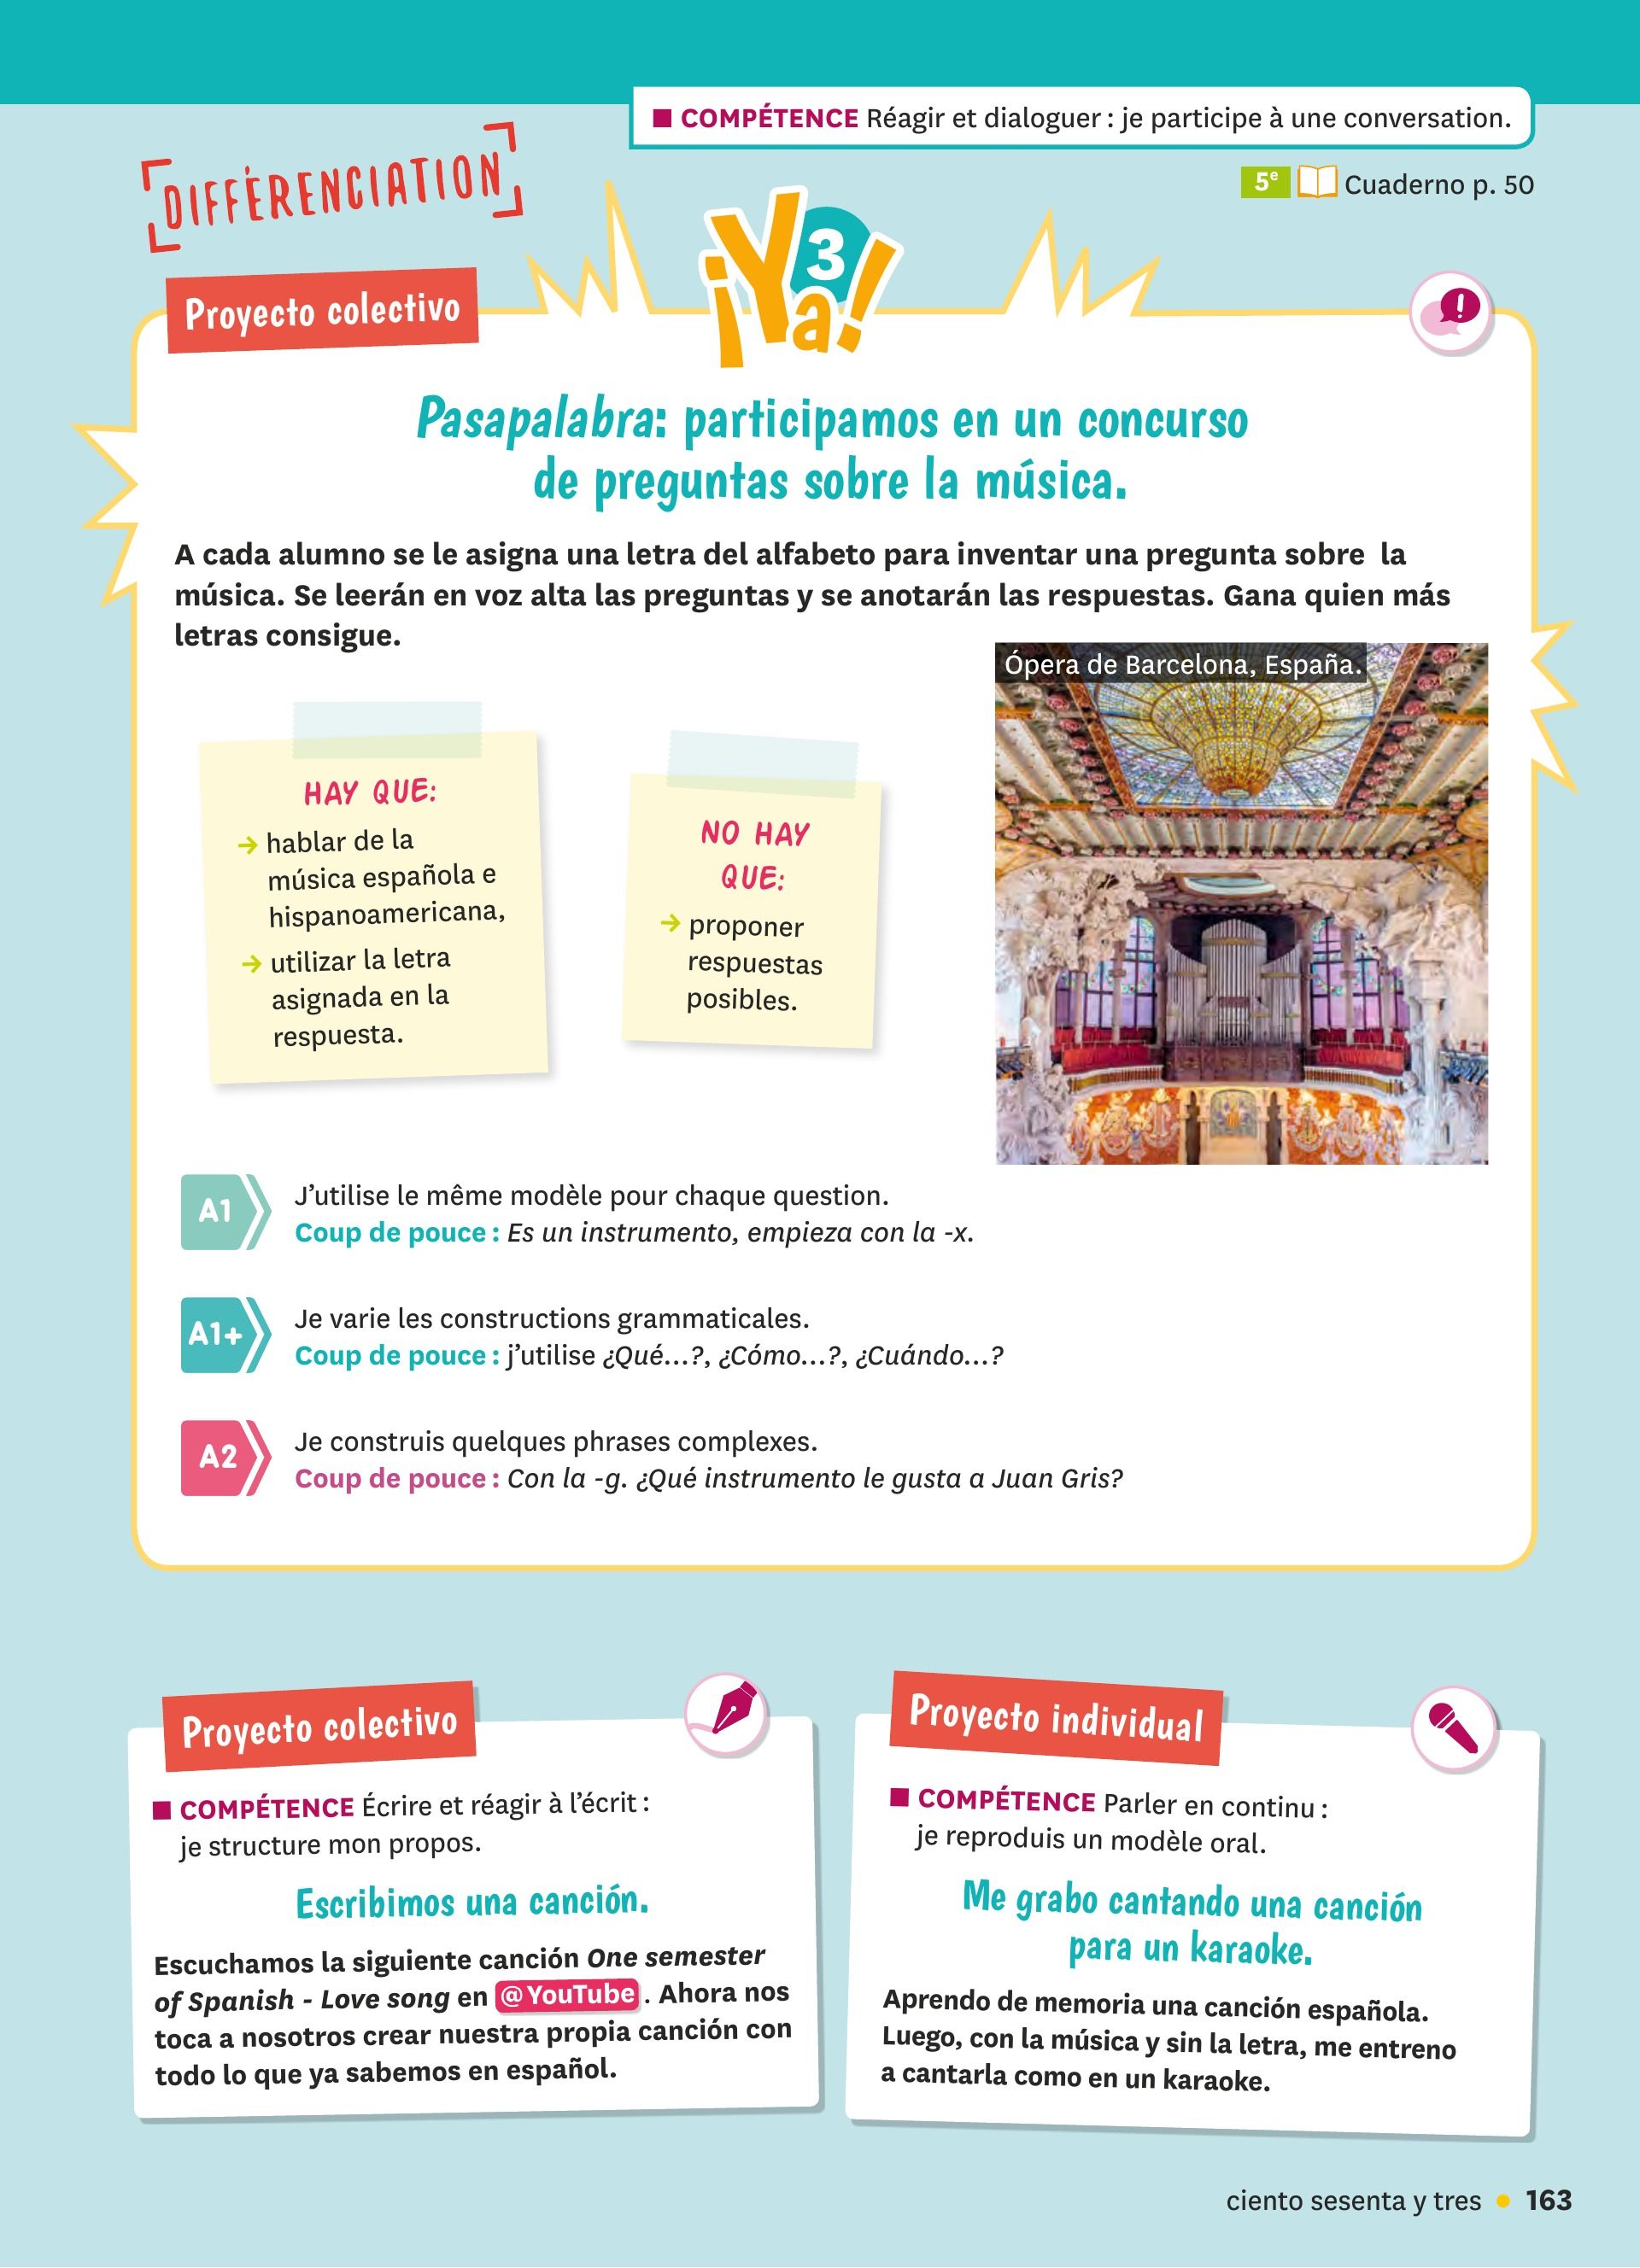 ■ COMPÉTENCE Réagir et dialoguer : je participe à une conversation.
DIFFÉRENCIATION
5e Cuaderno p. 50
¡Ya! 3
Proyecto colectivo
Pasapalabra: participamos en un concurso
de preguntas sobre la música.
A cada alumno se le asigna una letra del alfabeto para inventar una pregunta sobre la
música. Se leerán en voz alta las preguntas y se anotarán las respuestas. Gana quien más
letras consigue.
Ópera de Barcelona, España.
HAY QUE:
→ hablar de la
música española e
hispanoamericana,
→ utilizar la letra
asignada en la
respuesta.
NO HAY
QUE:
→ proponer
respuestas
posibles.
A1
J'utilise le même modèle pour chaque question.
Coup de pouce : Es un instrumento, empieza con la -x.
A1+
Je varie les constructions grammaticales.
Coup de pouce : j'utilise ¿Qué...?, ¿Cómo...?, ¿Cuándo...?
A2
Je construis quelques phrases complexes.
Coup de pouce : Con la -g. ¿Qué instrumento le gusta a Juan Gris?
Proyecto colectivo
■ COMPÉTENCE Écrire et réagir à l'écrit :
je structure mon propos.
Escribimos una canción.
Escuchamos la siguiente canción One semester
of Spanish - Love song en @YouTube. Ahora nos
toca a nosotros crear nuestra propia canción con
todo lo que ya sabemos en español.
Proyecto individual
■ COMPÉTENCE Parler en continu :
je reproduis un modèle oral.
Me grabo cantando una canción
para un karaoke.
Aprendo de memoria una canción española.
Luego, con la música y sin la letra, me entreno
a cantarla como en un karaoke.
ciento sesenta y tres • 163